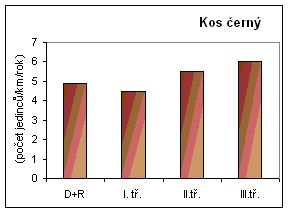 Kos černý
(počet jedinců/km/rok)
7
6
5
4
3
2
1
0
D+R I. tř. II.tř. III.tř.